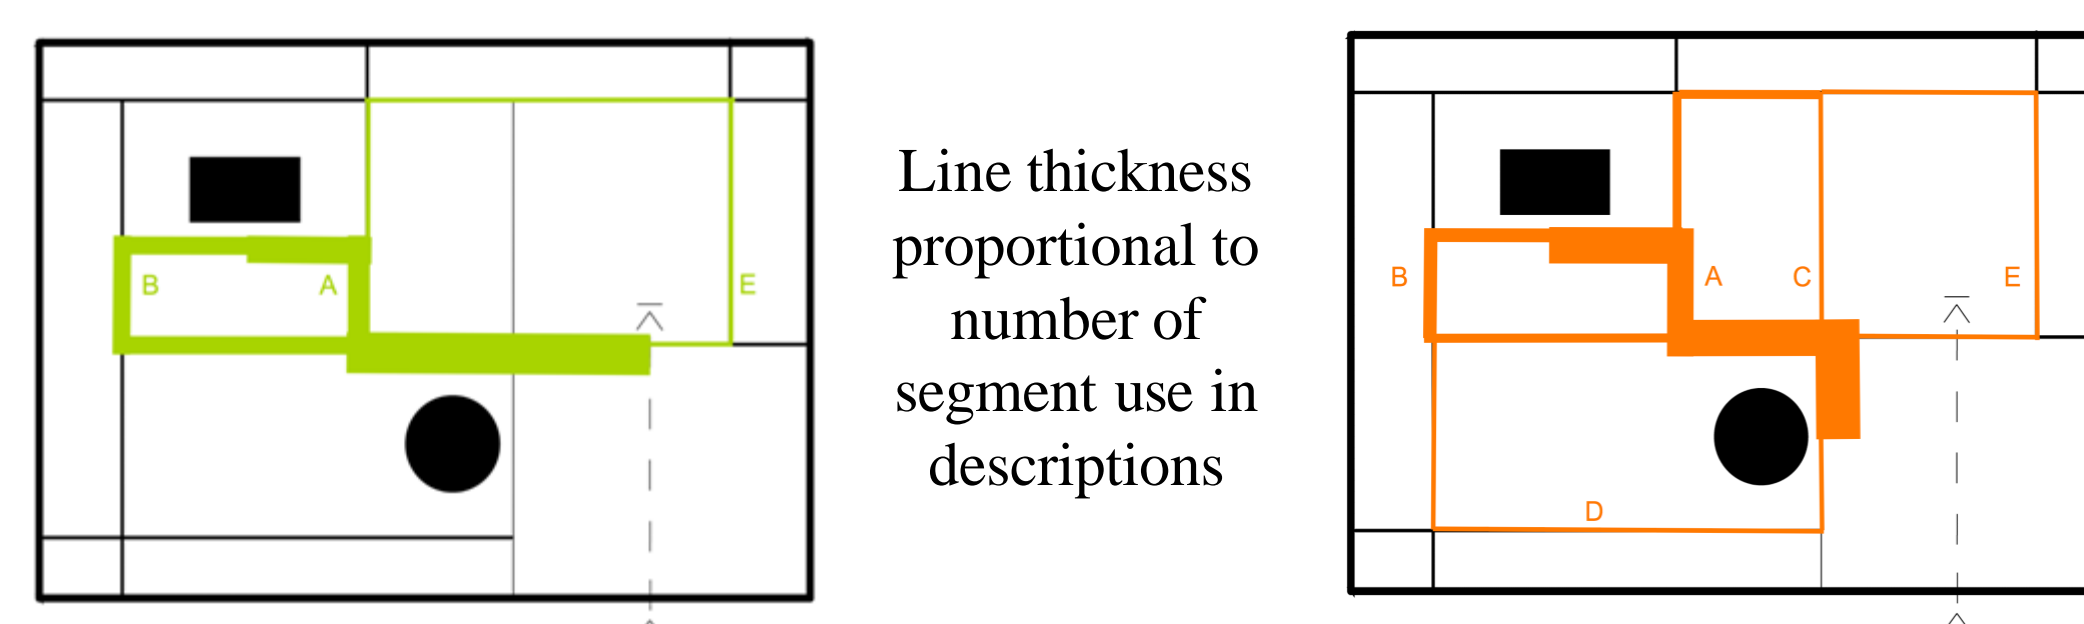 B
A
E
Line thickness
proportional to
number of
segment use in
descriptions
B
A
C
E
D